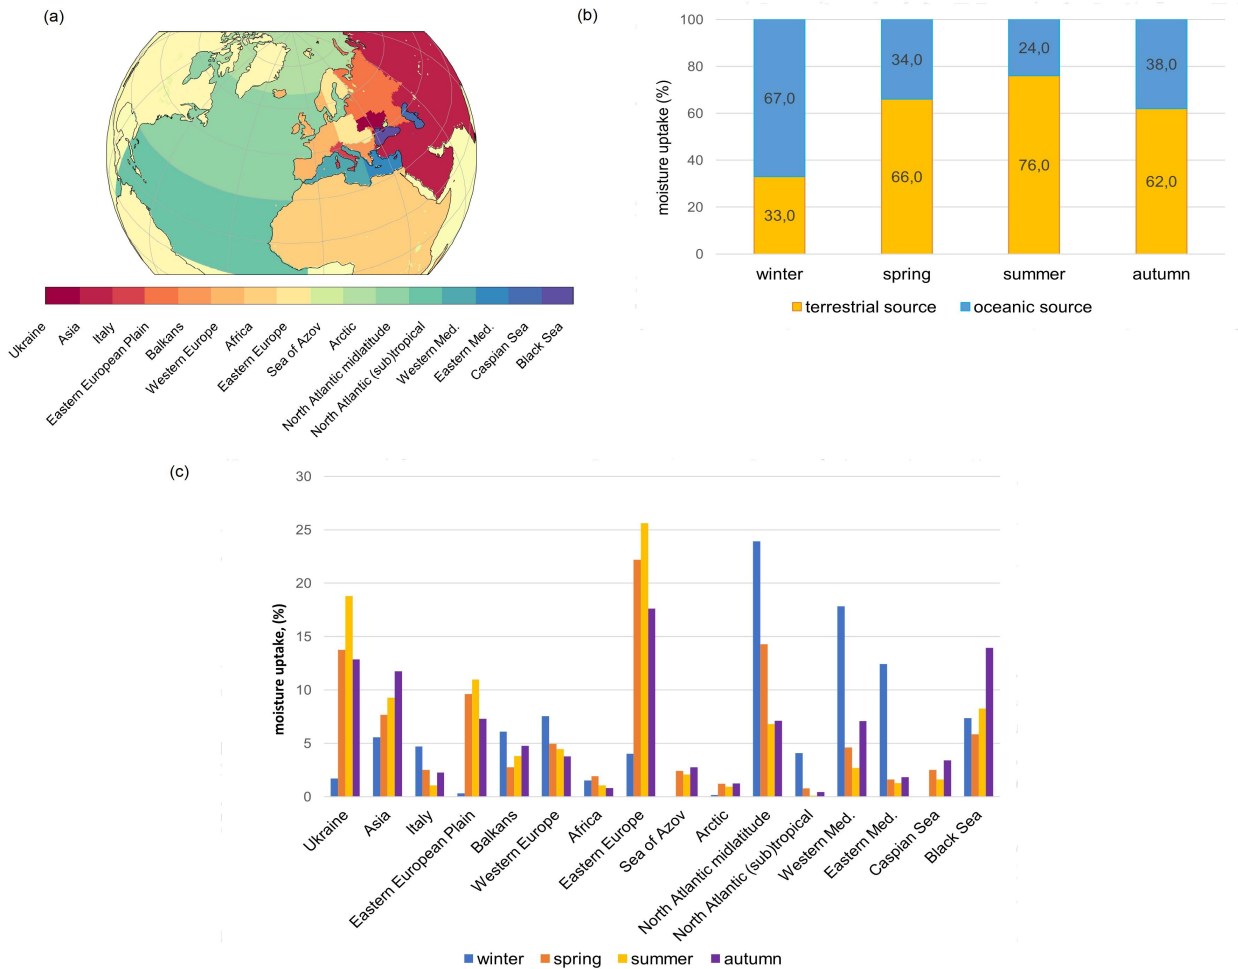 (a)
Ukraine
Asia
Italy
Eastern European Plain
Balkans
Western Europe
Africa
Eastern Europe
Sea of Azov
Arctic
North Atlantic midlatitude
North Atlantic (sub)tropical
Western Med.
Eastern Med.
Caspian Sea
Black Sea
(b)
moisture uptake (%)
100
80
60
40
20
0
67,0
33,0
34,0
66,0
24,0
76,0
38,0
62,0
winter spring summer autumn
terrestrial source oceanic source
(c)
moisture uptake, (%)
30
25
20
15
10
5
0
Ukraine
Asia
Italy
Eastern European Plain
Balkans
Western Europe
Africa
Eastern Europe
Sea of Azov
Arctic
North Atlantic midlatitude
North Atlantic (sub)tropical
Western Med.
Eastern Med.
Caspian Sea
Black Sea
winter spring summer autumn